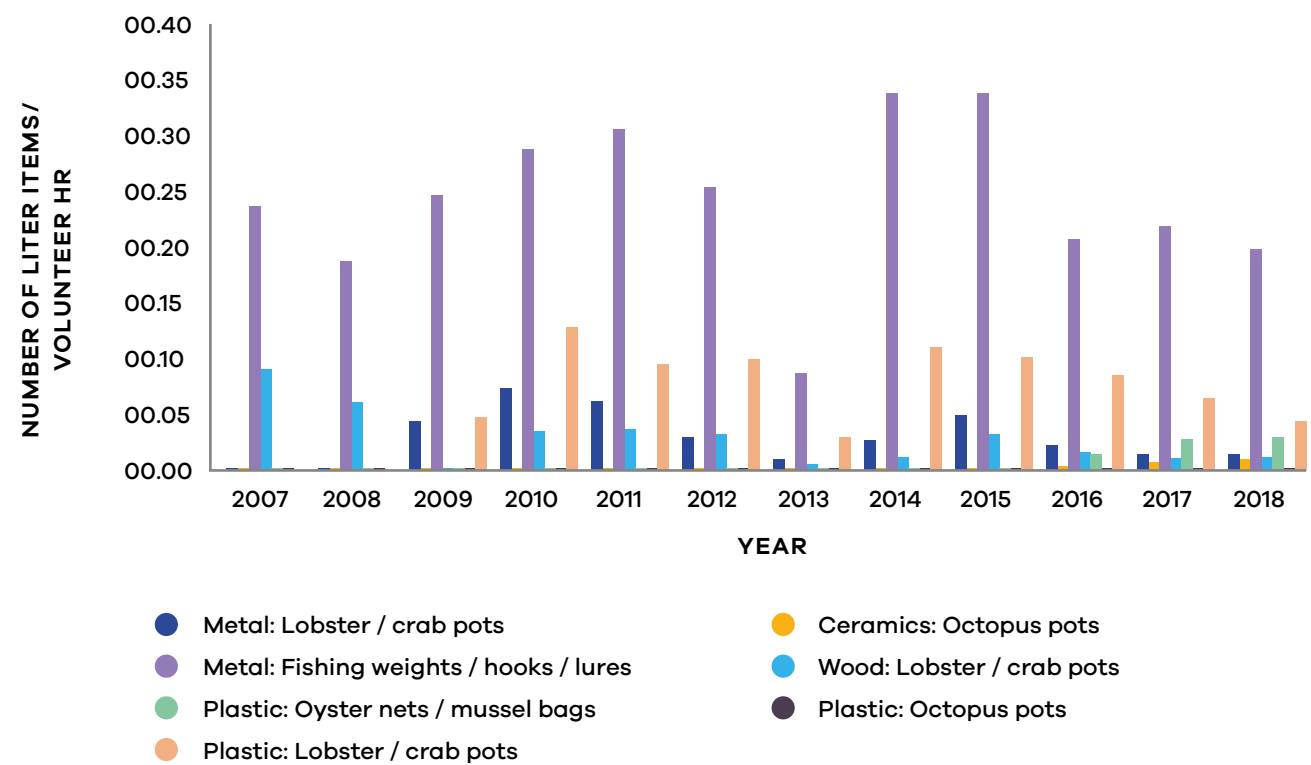 NUMBER OF LITER ITEMS/
VOLUNTEER HR
00.40
00.35
00.30
00.25
00.20
00.15
00.10
00.05
00.00
2007 2008 2009 2010 2011 2012 2013 2014 2015 2016 2017 2018
YEAR
Metal: Lobster / crab pots
Metal: Fishing weights / hooks / lures
Plastic: Oyster nets / mussel bags
Plastic: Lobster / crab pots
Ceramics: Octopus pots
Wood: Lobster / crab pots
Plastic: Octopus pots